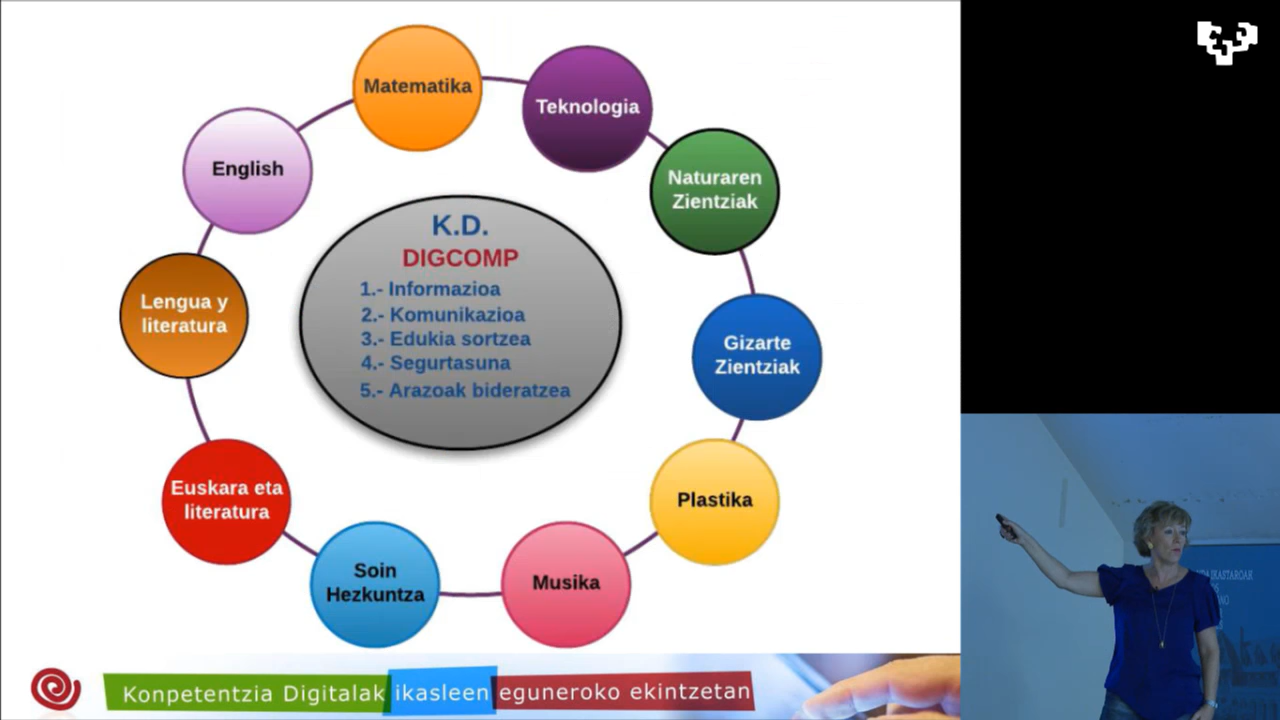 Matematika
Teknologia
English
Naturaren
Zientziak
K.D.
DIGCOMP
1.- Informazioa
2.- Komunikazioa
3.- Edukia sortzea
4.- Segurtasuna
5.- Arazoak bideratzea
Lengua y
literatura
Gizarte
Zientziak
Euskara eta
literatura
Plastika
Soin
Hezkuntza
Musika
Konpetentzia Digitalak ikasleen eguneroko ekintzetan
IKASTAROAK